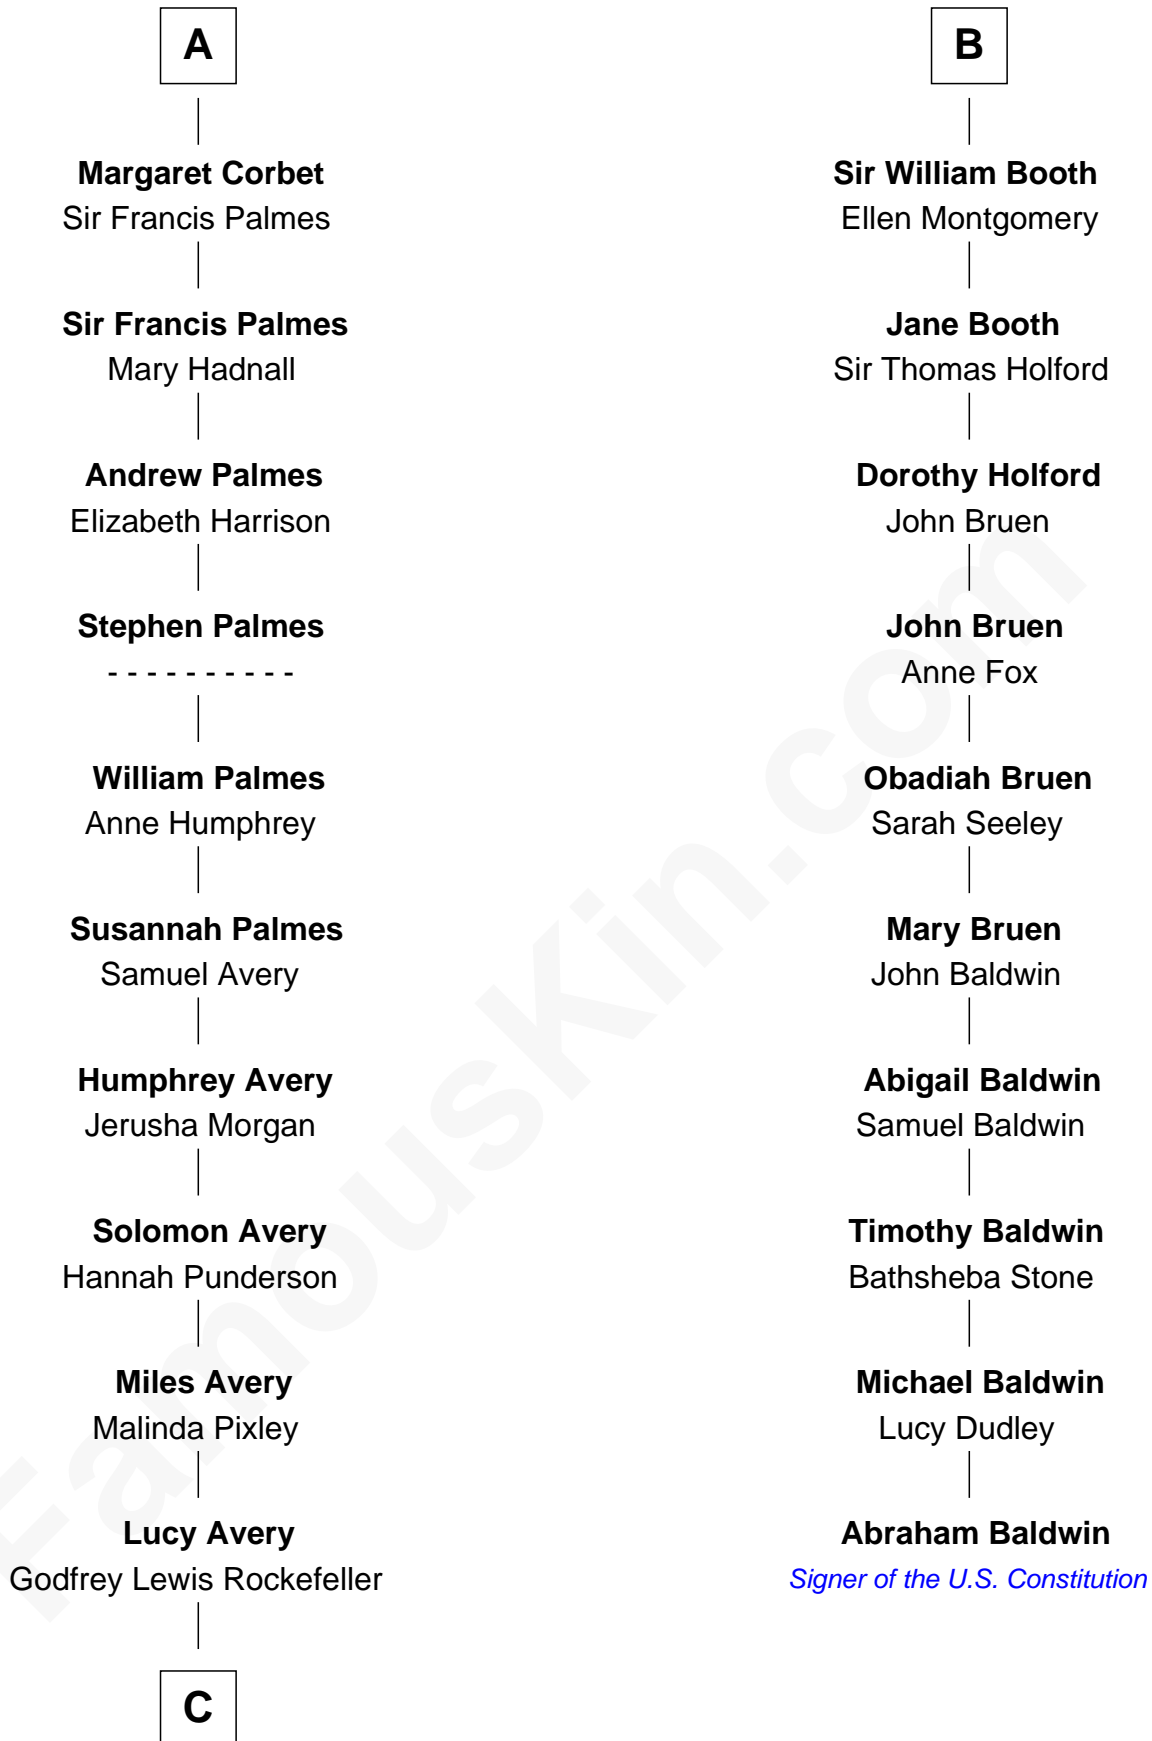 A
Margaret Corbet
Sir Francis Palmes
Sir Francis Palmes
Mary Hadnall
Andrew Palmes
Elizabeth Harrison
Stephen Palmes
- - - - - - - - - -
William Palmes
Anne Humphrey
Susannah Palmes
Samuel Avery
Humphrey Avery
Jerusha Morgan
Solomon Avery
Hannah Punderson
Miles Avery
Malinda Pixley
Lucy Avery
Godfrey Lewis Rockefeller
C
B
Sir William Booth
Ellen Montgomery
Jane Booth
Sir Thomas Holford
Dorothy Holford
John Bruen
John Bruen
Anne Fox
Obadiah Bruen
Sarah Seeley
Mary Bruen
John Baldwin
Abigail Baldwin
Samuel Baldwin
Timothy Baldwin
Bathsheba Stone
Michael Baldwin
Lucy Dudley
Abraham Baldwin
Signer of the U.S. Constitution
FamousKin.com